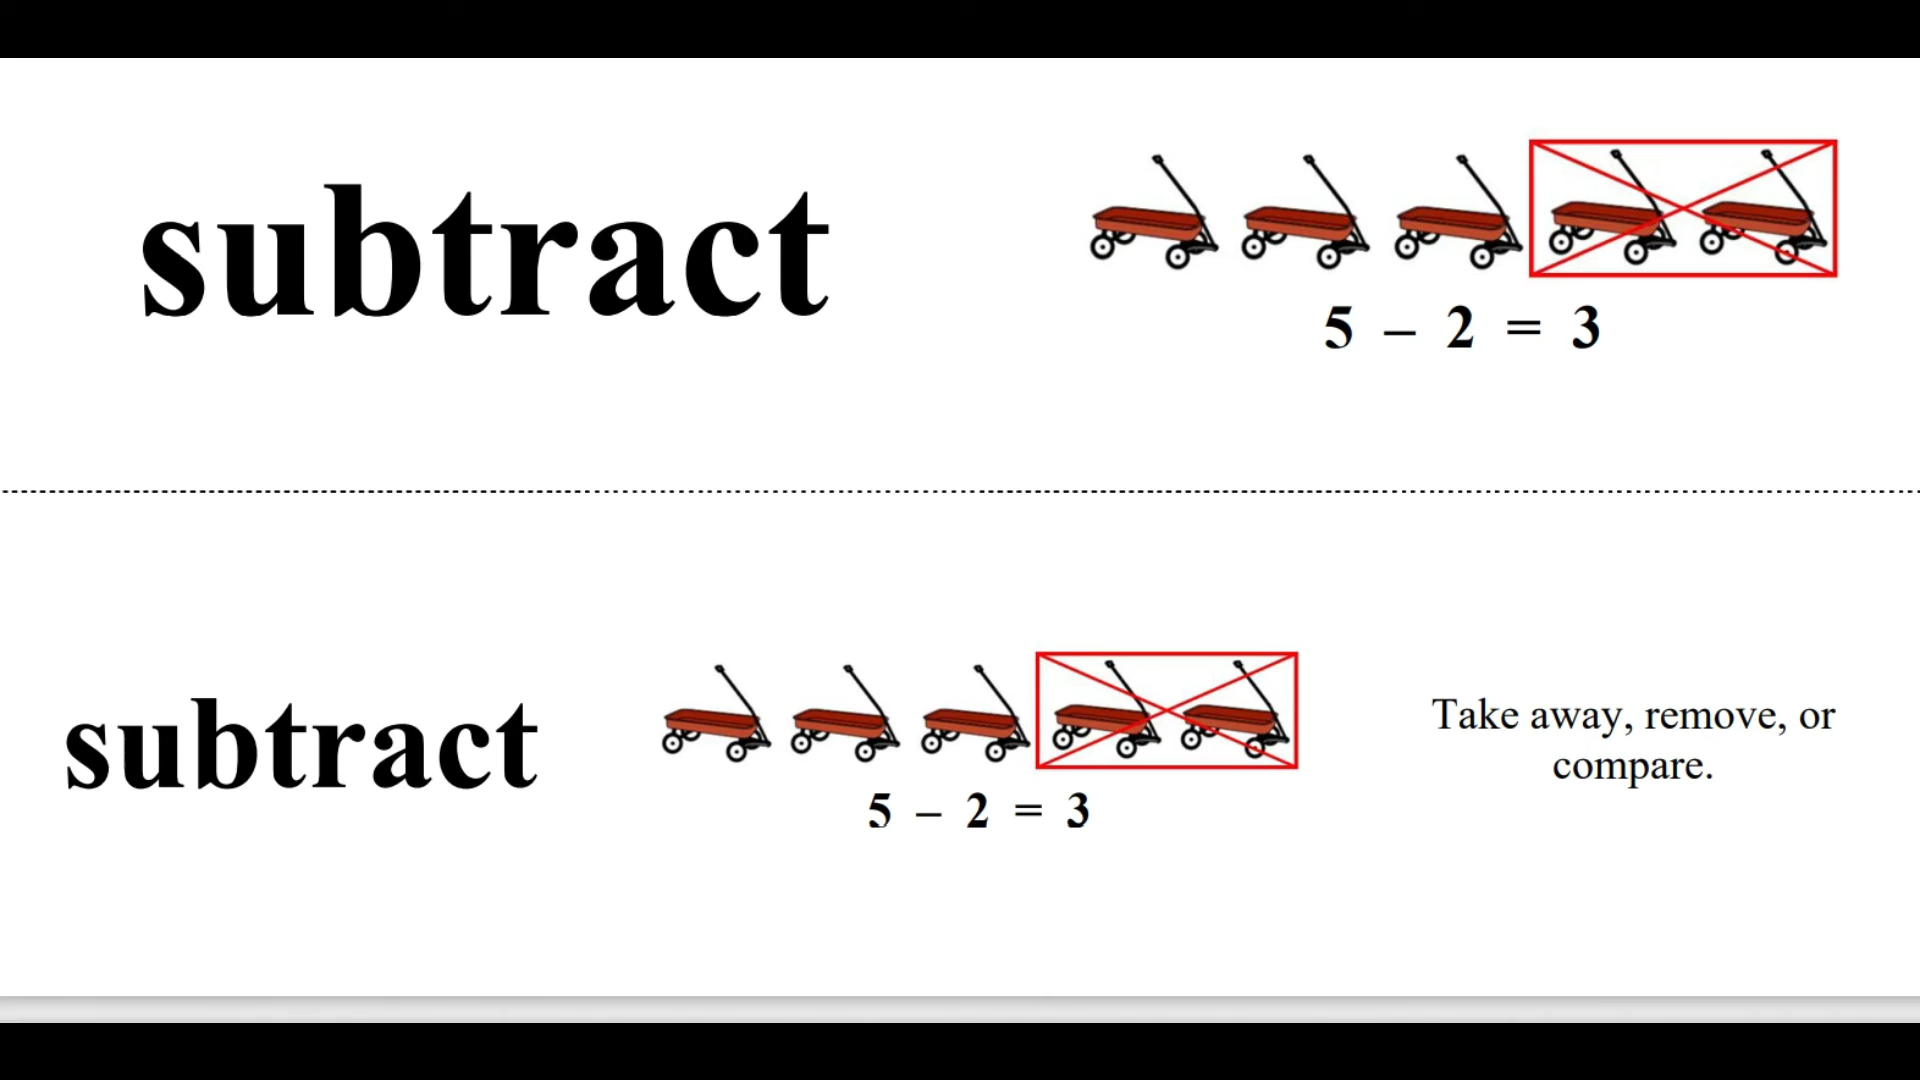 subtract
5 – 2 = 3
subtract
5 – 2 = 3
Take away, remove, or
compare.